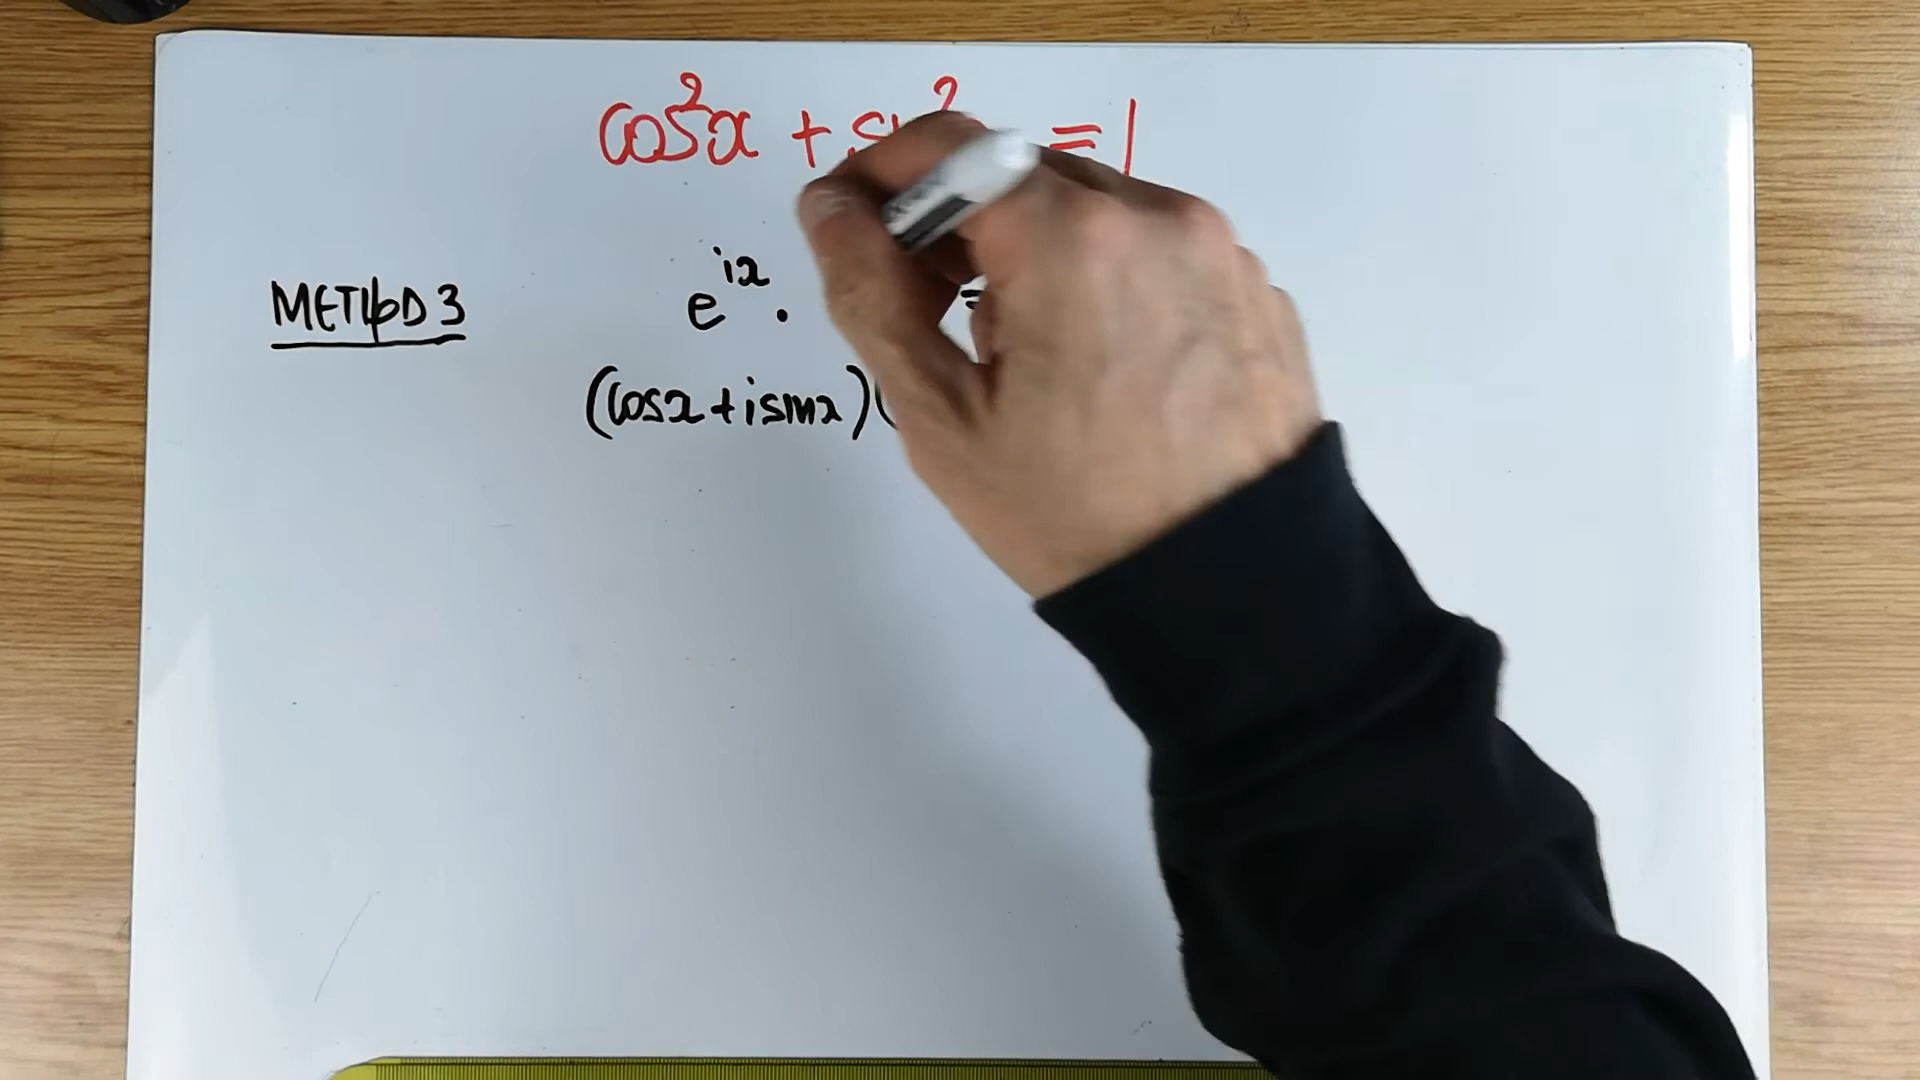 cos²x + = 1
METHOD 3
e^{ix} · =
(cosx + isinx)(